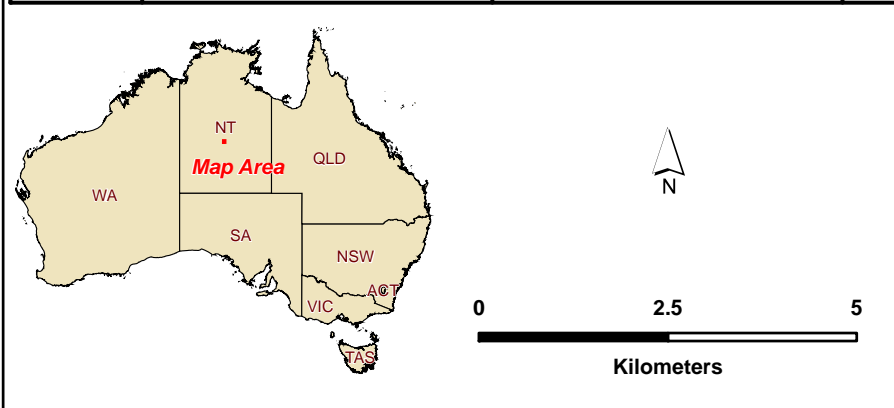 NT
Map Area
QLD
WA
SA
NSW
ACT
VIC
TAS
N
0 2.5 5
Kilometers